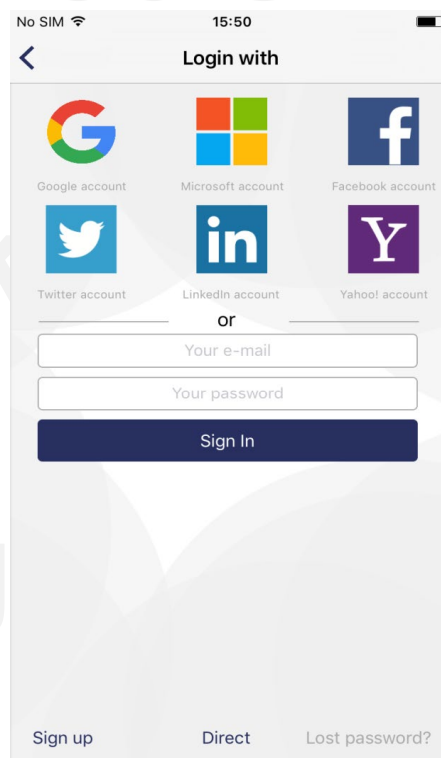 No SIM 15:50
Login with
Google account Microsoft account Facebook account
in
Y
Twitter account LinkedIn account Yahoo! account
or
Your e-mail
Your password
Sign In
Sign up Direct Lost password?